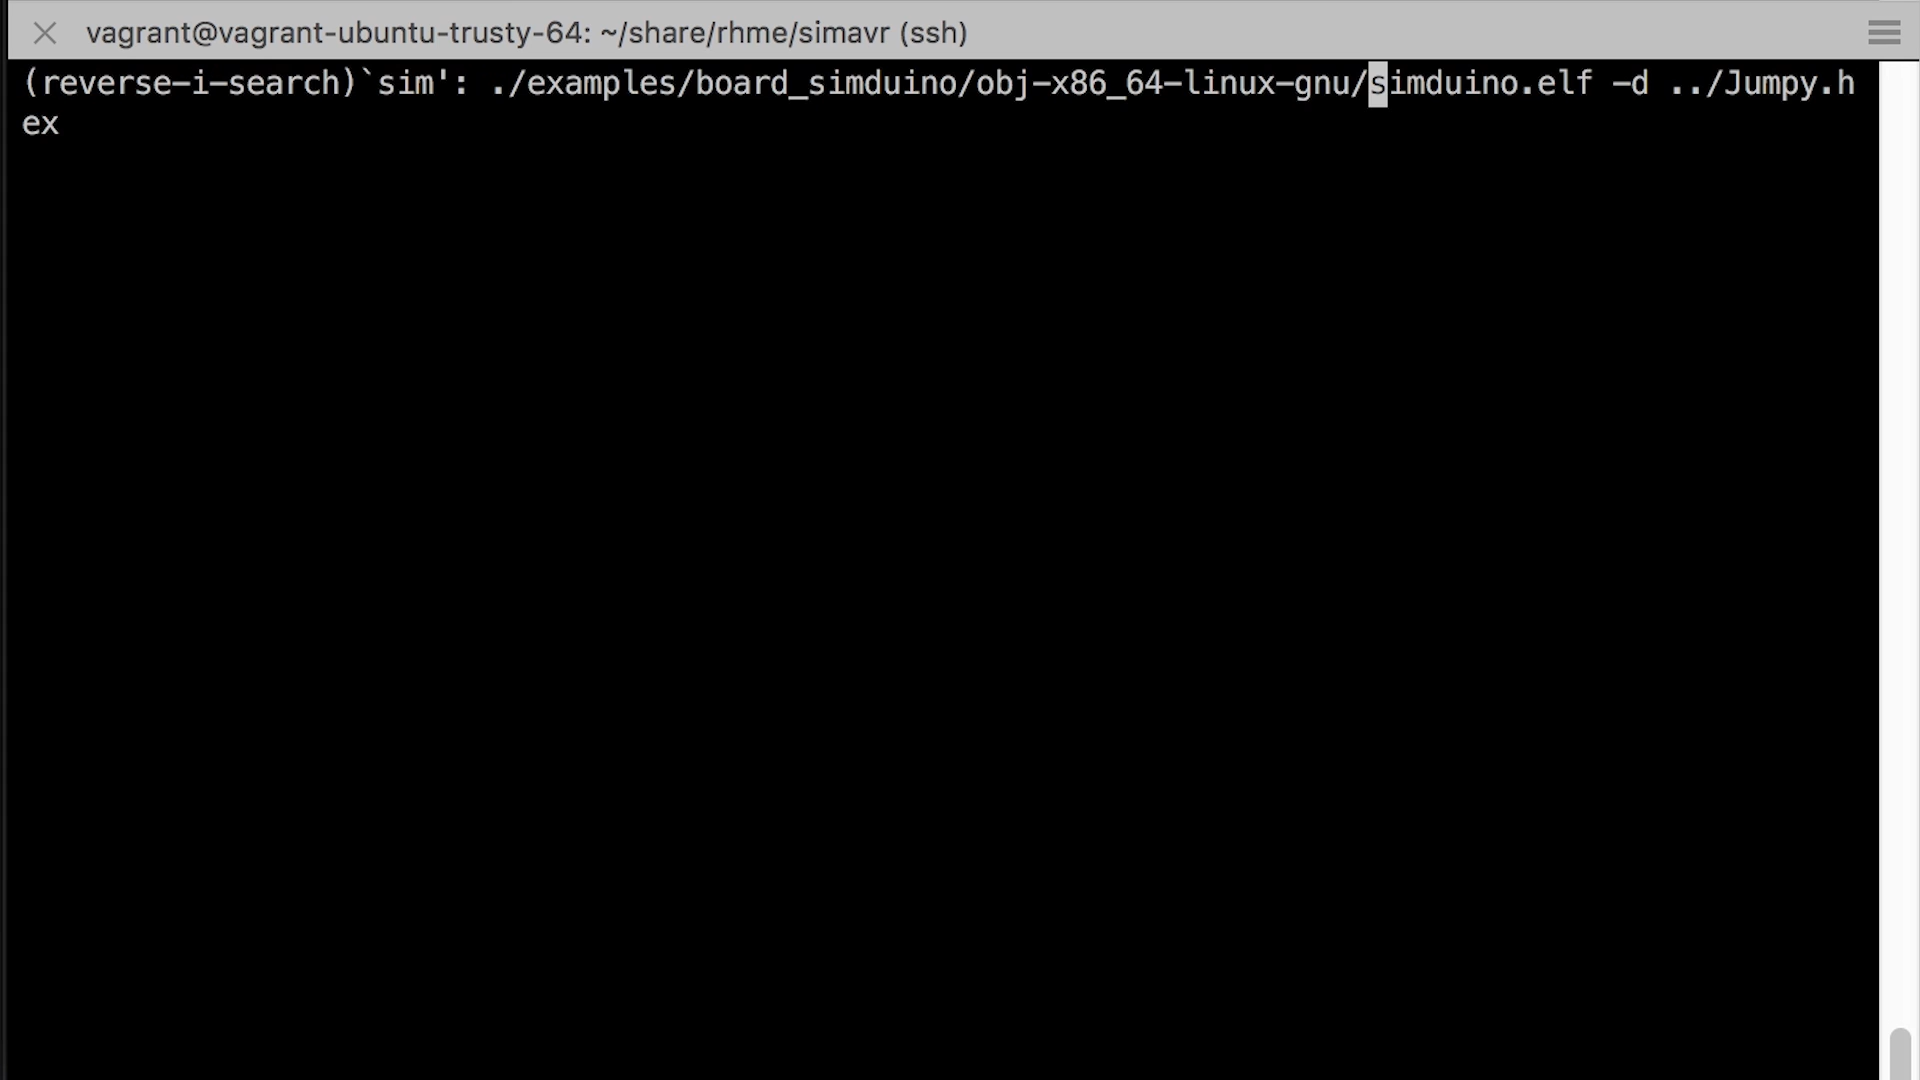 vagrant@vagrant-ubuntu-trusty-64: ~/share/rhme/simavr (ssh)
(reverse-i-search)`sim': ./examples/board_simduino/obj-x86_64-linux-gnu/simduino.elf -d ../Jumpy.h
ex